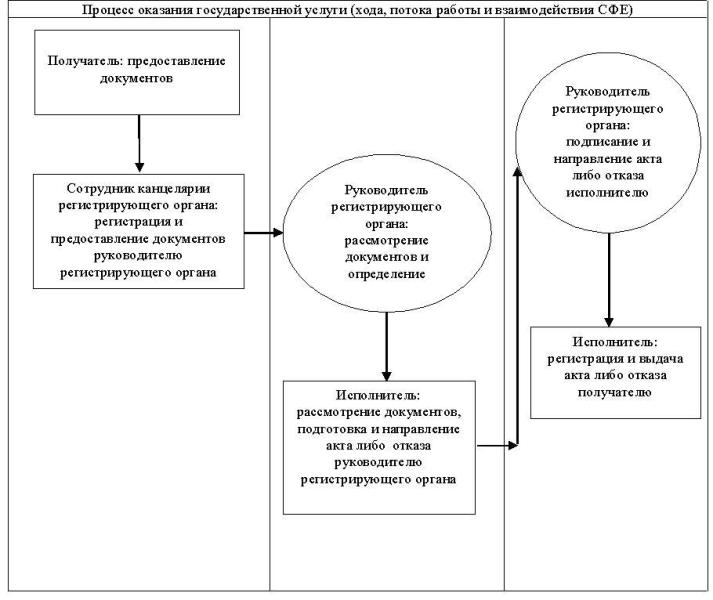 Процесс оказания государственной услуги (хода, потока работы и взаимодействия СФЕ)
Получатель: предоставление
документов
Сотрудник канцелярии
регистрирующего органа:
регистрация и
предоставление документов
руководителю
регистрирующего органа
Руководитель
регистрирующего
органа:
рассмотрение
документов и
определение
Исполнитель:
рассмотрение документов,
подготовка и направление
акта либо отказа
руководителю
регистрирующего органа
Руководитель
регистрирующего
органа:
подписание и
направление акта
либо отказа
исполнителю
Исполнитель:
регистрация и выдача
акта либо отказа
получателю